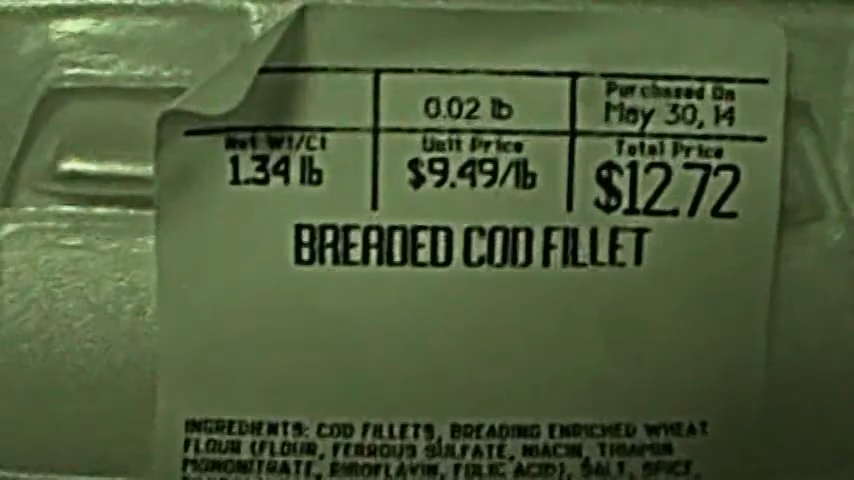 Purchased On
0.02 lb May 30, 14
Net Wt/Ct Unit Price Total Price
1.34 lb $9.49/lb $12.72
BREADED COD FILLET
INGREDIENTS: COD FILLETS, BREADING ENRICHED WHEAT
FLOUR (FLOUR, FERROUS SULFATE, NIACIN, THIAMIN
MONONITRATE, RIBOFLAVIN, FOLIC ACID), SALT, SPICE,